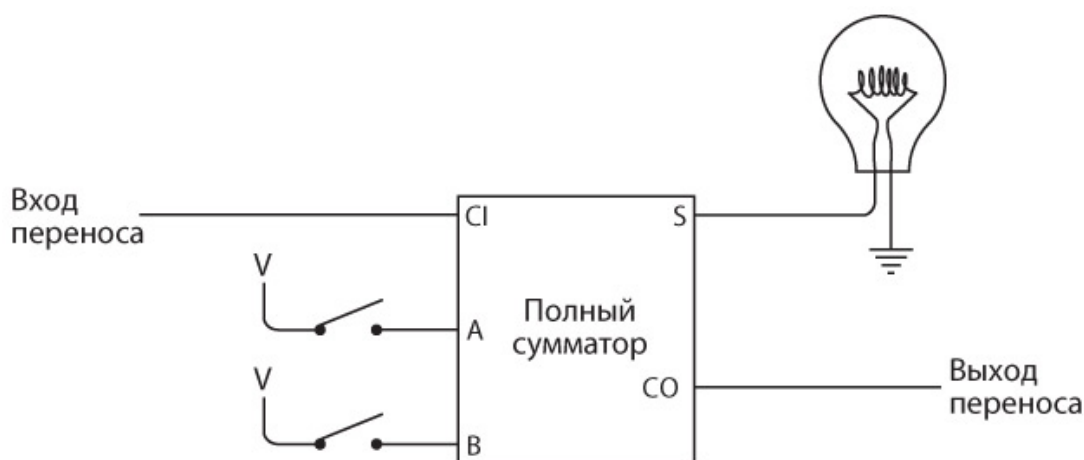 Вход
переноса
CI
S
V
A
Полный
сумматор
V
B
CO
Выход
переноса